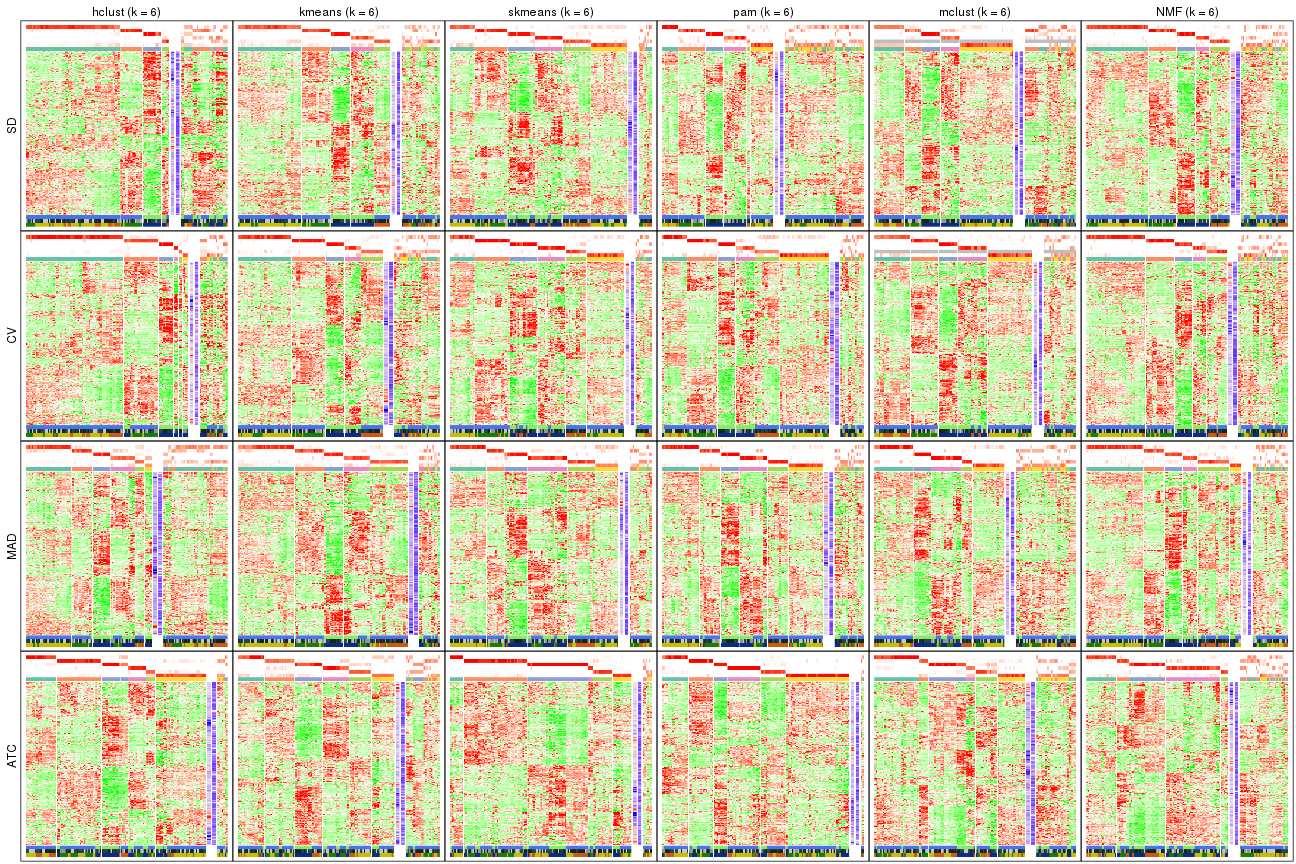 hclust (k = 6) kmeans (k = 6) skmeans (k = 6) pam (k = 6) mclust (k = 6) NMF (k = 6)
SD
CV
MAD
ATC